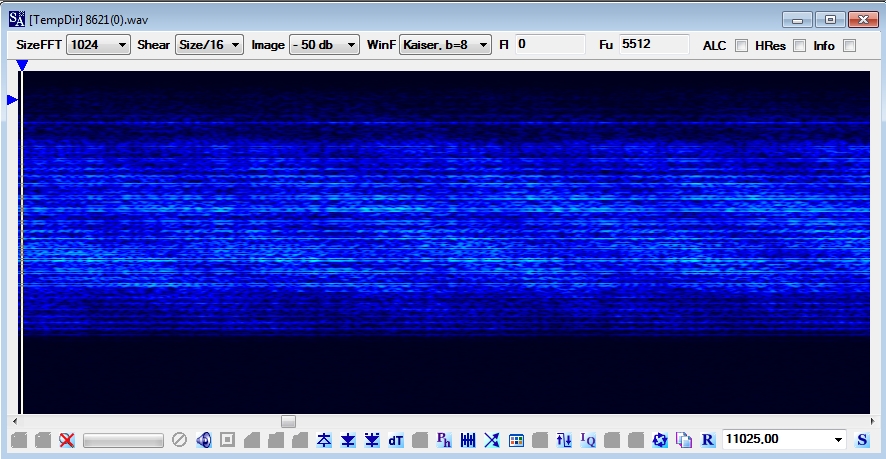 SA [TempDir] 8621(0).wav
SizeFFT 1024 Shear Size/16 Image - 50 db WinF Kaiser, b=8 Fl 0 Fu 5512 ALC HRes Info
dT Ph IQ R 11025,00 S